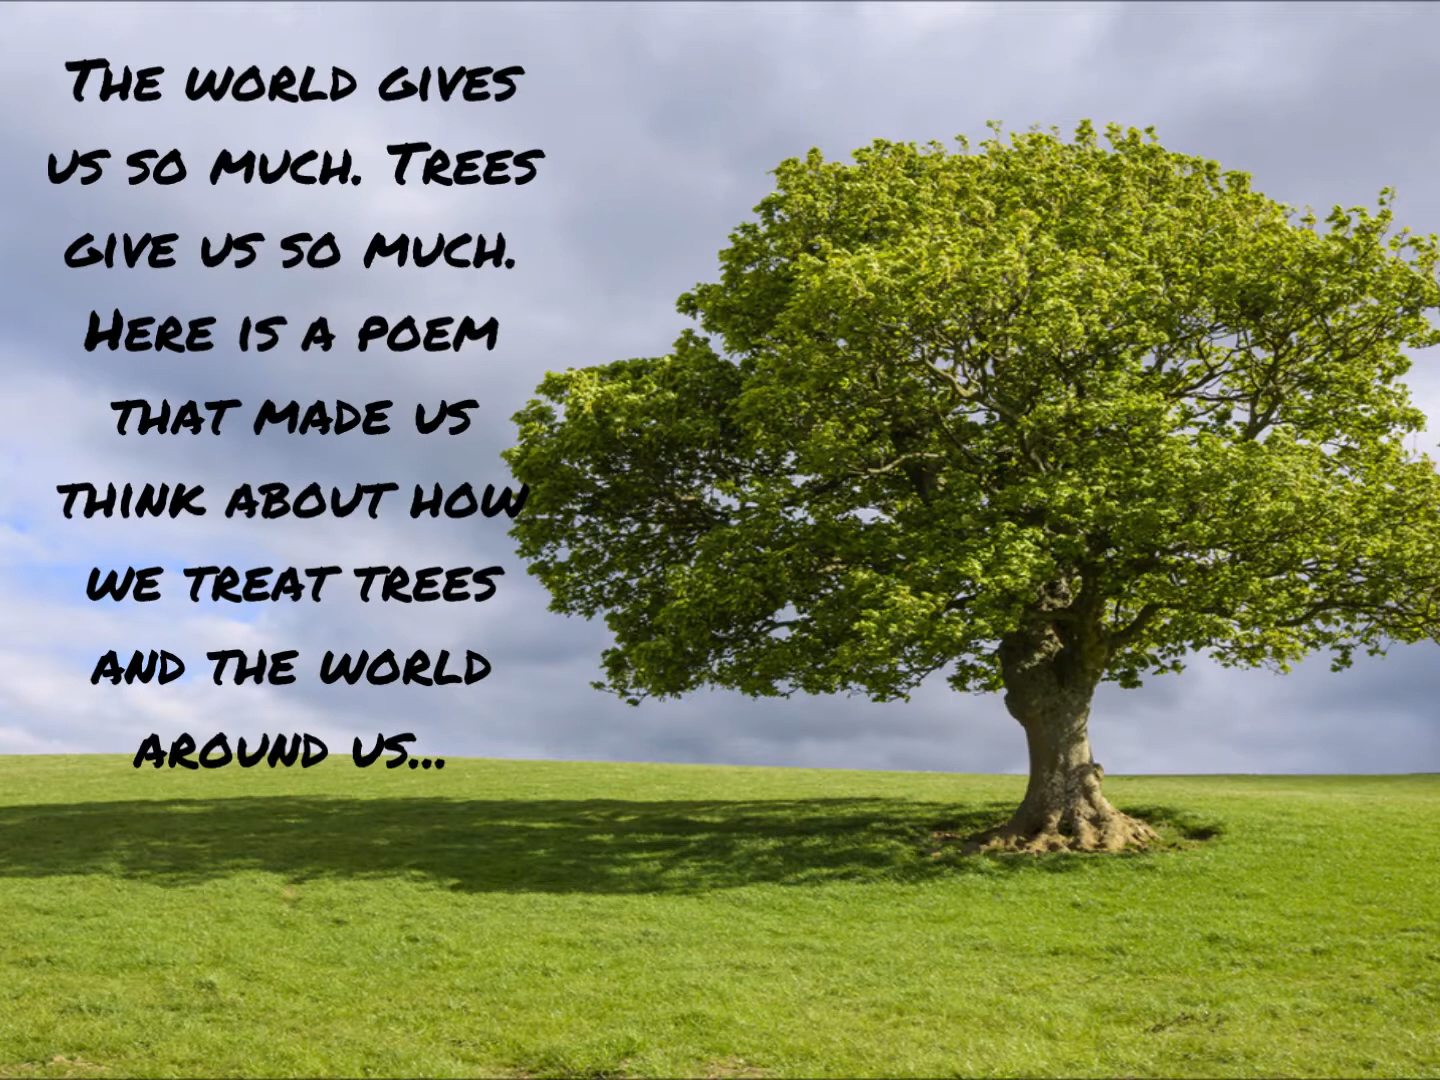 The world gives
us so much. Trees
give us so much.
Here is a poem
that made us
think about how
we treat trees
and the world
around us...